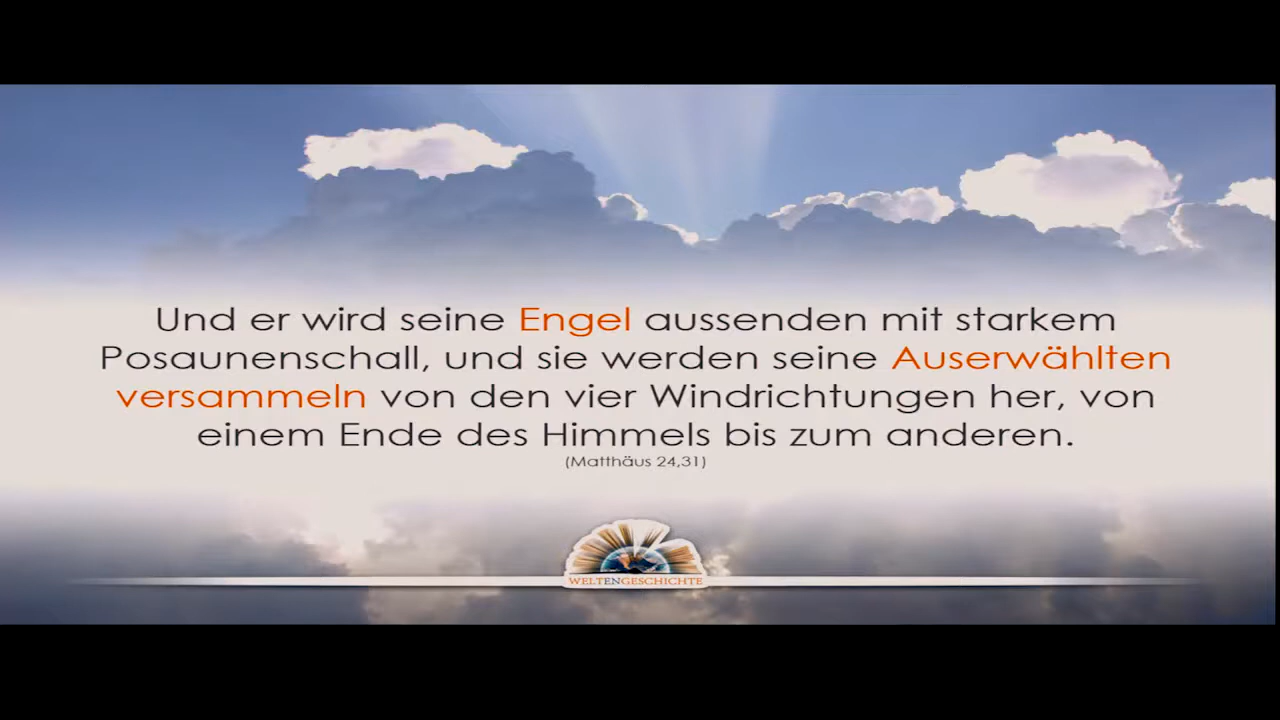 Und er wird seine Engel aussenden mit starkem
Posaunenschall, und sie werden seine Auserwählten
versammeln von den vier Windrichtungen her, von
einem Ende des Himmels bis zum anderen.
(Matthäus 24,31)
WELTENGESCHICHTE